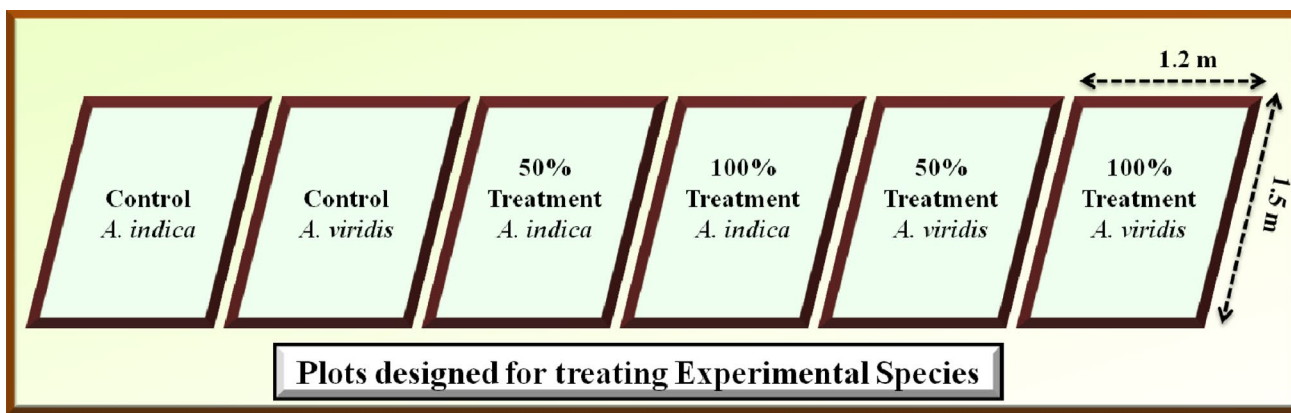 1.2 m
Control
A. indica
Control
A. viridis
50%
Treatment
A. indica
100%
Treatment
A. indica
50%
Treatment
A. viridis
100%
Treatment
A. viridis
1.5 m
Plots designed for treating Experimental Species